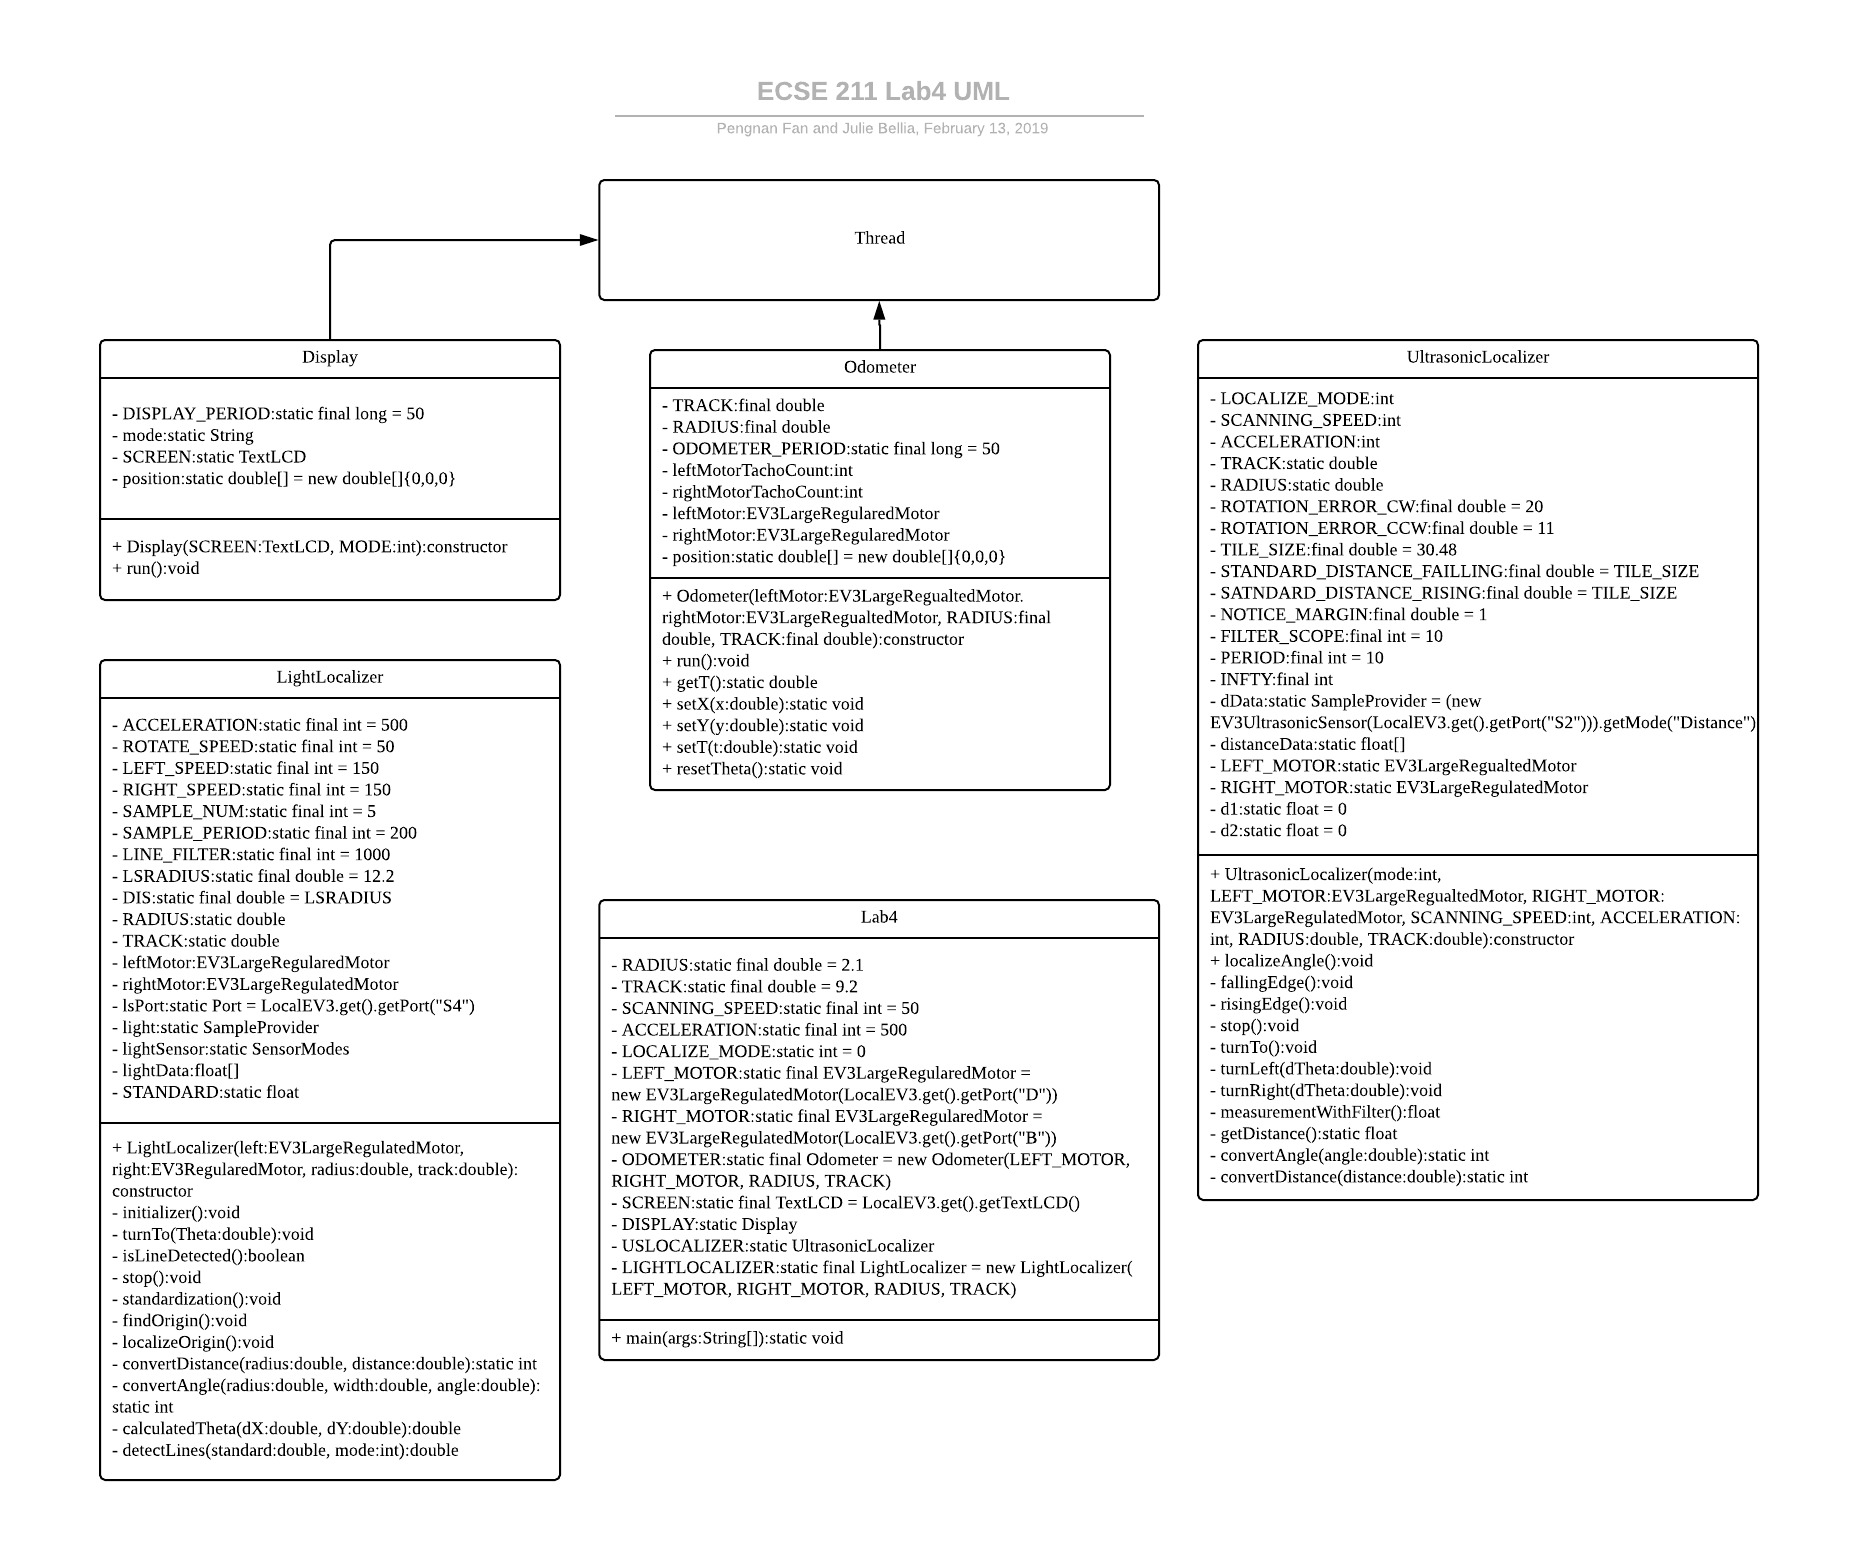 ECSE 211 Lab4 UML
Pengnan Fan and Julie Bellia, February 13, 2019
Thread
Display
- DISPLAY_PERIOD:static final long = 50
- mode:static String
- SCREEN:static TextLCD
- position:static double[] = new double[]{0,0,0}
+ Display(SCREEN:TextLCD, MODE:int):constructor
+ run():void
Odometer
- TRACK:final double
- RADIUS:final double
- ODOMETER_PERIOD:static final long = 50
- leftMotorTachoCount:int
- rightMotorTachoCount:int
- leftMotor:EV3LargeRegularedMotor
- rightMotor:EV3LargeRegularedMotor
- position:static double[] = new double[]{0,0,0}
+ Odometer(leftMotor:EV3LargeRegualtedMotor.
rightMotor:EV3LargeRegualtedMotor, RADIUS:final
double, TRACK:final double):constructor
+ run():void
+ getT():static double
+ setX(x:double):static void
+ setY(y:double):static void
+ setT(t:double):static void
+ resetTheta():static void
UltrasonicLocalizer
- LOCALIZE_MODE:int
- SCANNING_SPEED:int
- ACCELERATION:int
- TRACK:static double
- RADIUS:static double
- ROTATION_ERROR_CW:final double = 20
- ROTATION_ERROR_CCW:final double = 11
- TILE_SIZE:final double = 30.48
- STANDARD_DISTANCE_FAILLING:final double = TILE_SIZE
- SATNDARD_DISTANCE_RISING:final double = TILE_SIZE
- NOTICE_MARGIN:final double = 1
- FILTER_SCOPE:final int = 10
- PERIOD:final int = 10
- INFTY:final int
- dData:static SampleProvider = (new
EV3UltrasonicSensor(LocalEV3.get().getPort("S2"))).getMode("Distance")
- distanceData:static float[]
- LEFT_MOTOR:static EV3LargeRegualtedMotor
- RIGHT_MOTOR:static EV3LargeRegulatedMotor
- d1:static float = 0
- d2:static float = 0
+ UltrasonicLocalizer(mode:int,
LEFT_MOTOR:EV3LargeRegualtedMotor, RIGHT_MOTOR:
EV3LargeRegulatedMotor, SCANNING_SPEED:int, ACCELERATION:
int, RADIUS:double, TRACK:double):constructor
+ localizeAngle():void
- fallingEdge():void
- risingEdge():void
- stop():void
- turnTo():void
- turnLeft(dTheta:double):void
- turnRight(dTheta:double):void
- measurementWithFilter():float
- getDistance():static float
- convertAngle(angle:double):static int
- convertDistance(distance:double):static int
LightLocalizer
- ACCELERATION:static final int = 500
- ROTATE_SPEED:static final int = 50
- LEFT_SPEED:static final int = 150
- RIGHT_SPEED:static final int = 150
- SAMPLE_NUM:static final int = 5
- SAMPLE_PERIOD:static final int = 200
- LINE_FILTER:static final int = 1000
- LSRADIUS:static final double = 12.2
- DIS:static final double = LSRADIUS
- RADIUS:static double
- TRACK:static double
- leftMotor:EV3LargeRegularedMotor
- rightMotor:EV3LargeRegulatedMotor
- lsPort:static Port = LocalEV3.get().getPort("S4")
- light:static SampleProvider
- lightSensor:static SensorModes
- lightData:float[]
- STANDARD:static float
+ LightLocalizer(left:EV3LargeRegulatedMotor,
right:EV3RegularedMotor, radius:double, track:double):
constructor
- initializer():void
- turnTo(Theta:double):void
- isLineDetected():boolean
- stop():void
- standardization():void
- findOrigin():void
- localizeOrigin():void
- convertDistance(radius:double, distance:double):static int
- convertAngle(radius:double, width:double, angle:double):
static int
- calculatedTheta(dX:double, dY:double):double
- detectLines(standard:double, mode:int):double
Lab4
- RADIUS:static final double = 2.1
- TRACK:static final double = 9.2
- SCANNING_SPEED:static final int = 50
- ACCELERATION:static final int = 500
- LOCALIZE_MODE:static int = 0
- LEFT_MOTOR:static final EV3LargeRegularedMotor =
new EV3LargeRegulatedMotor(LocalEV3.get().getPort("D"))
- RIGHT_MOTOR:static final EV3LargeRegularedMotor =
new EV3LargeRegulatedMotor(LocalEV3.get().getPort("B"))
- ODOMETER:static final Odometer = new Odometer(LEFT_MOTOR,
RIGHT_MOTOR, RADIUS, TRACK)
- SCREEN:static final TextLCD = LocalEV3.get().getTextLCD()
- DISPLAY:static Display
- USLOCALIZER:static UltrasonicLocalizer
- LIGHTLOCALIZER:static final LightLocalizer = new LightLocalizer(
LEFT_MOTOR, RIGHT_MOTOR, RADIUS, TRACK)
+ main(args:String[]):static void